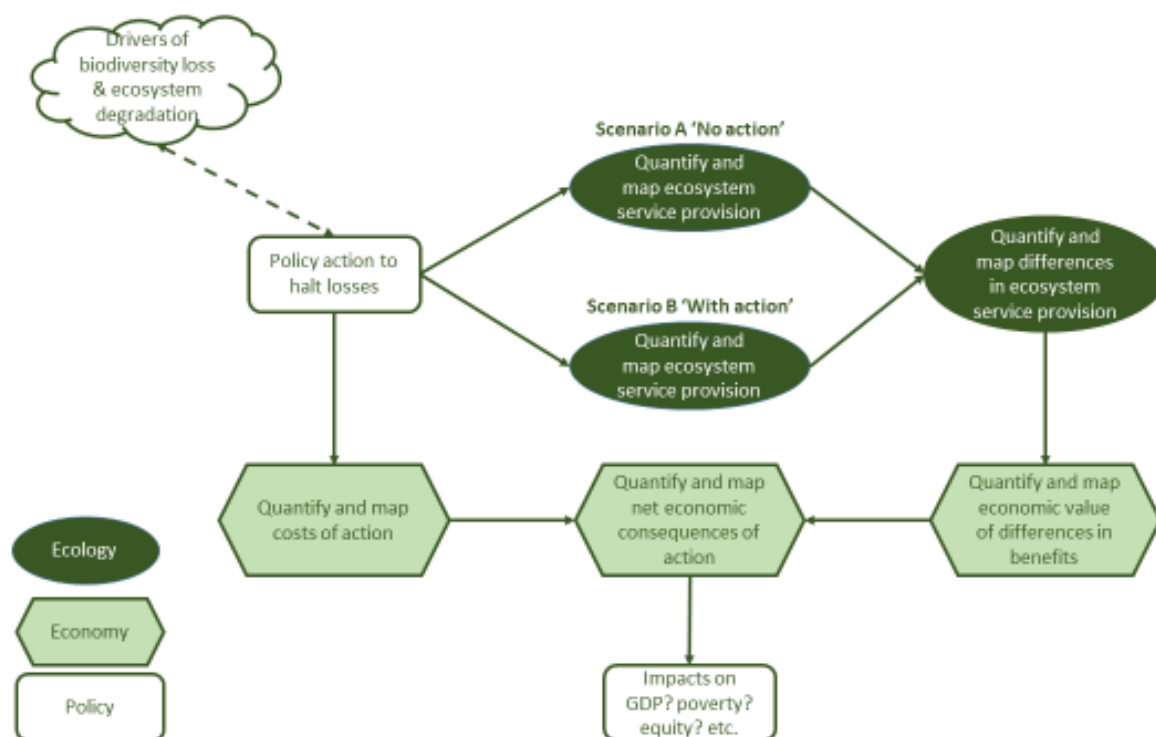 Drivers of
biodiversity loss
& ecosystem
degradation
Scenario A 'No action'
Quantify and
map ecosystem
service provision
Policy action to
halt losses
Quantify and
map differences
in ecosystem
service provision
Scenario B 'With action'
Quantify and
map ecosystem
service provision
Quantify and map
costs of action
Quantify and map
net economic
consequences of
action
Quantify and map
economic value
of differences in
benefits
Ecology
Economy
Policy
Impacts on
GDP? poverty?
equity? etc.